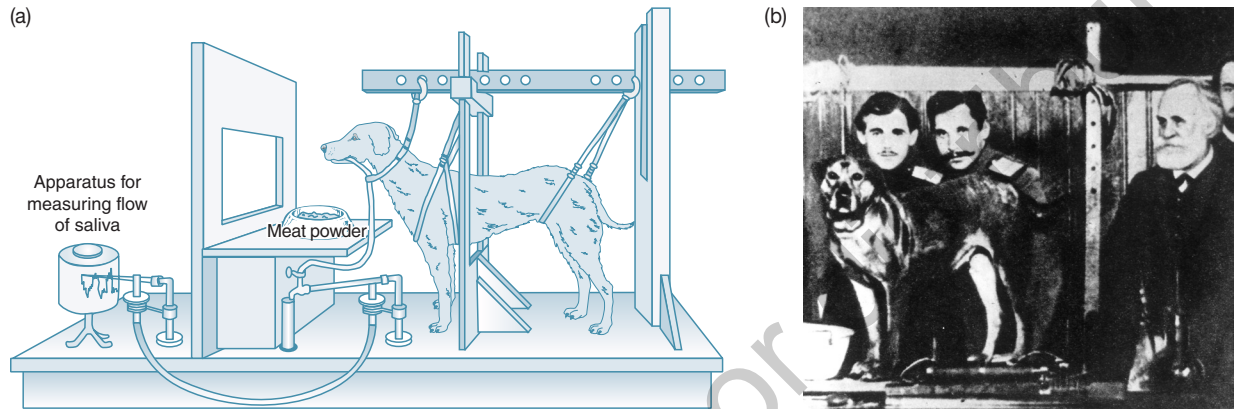 (a)
(b)
Apparatus for
measuring flow
of saliva
Meat powder